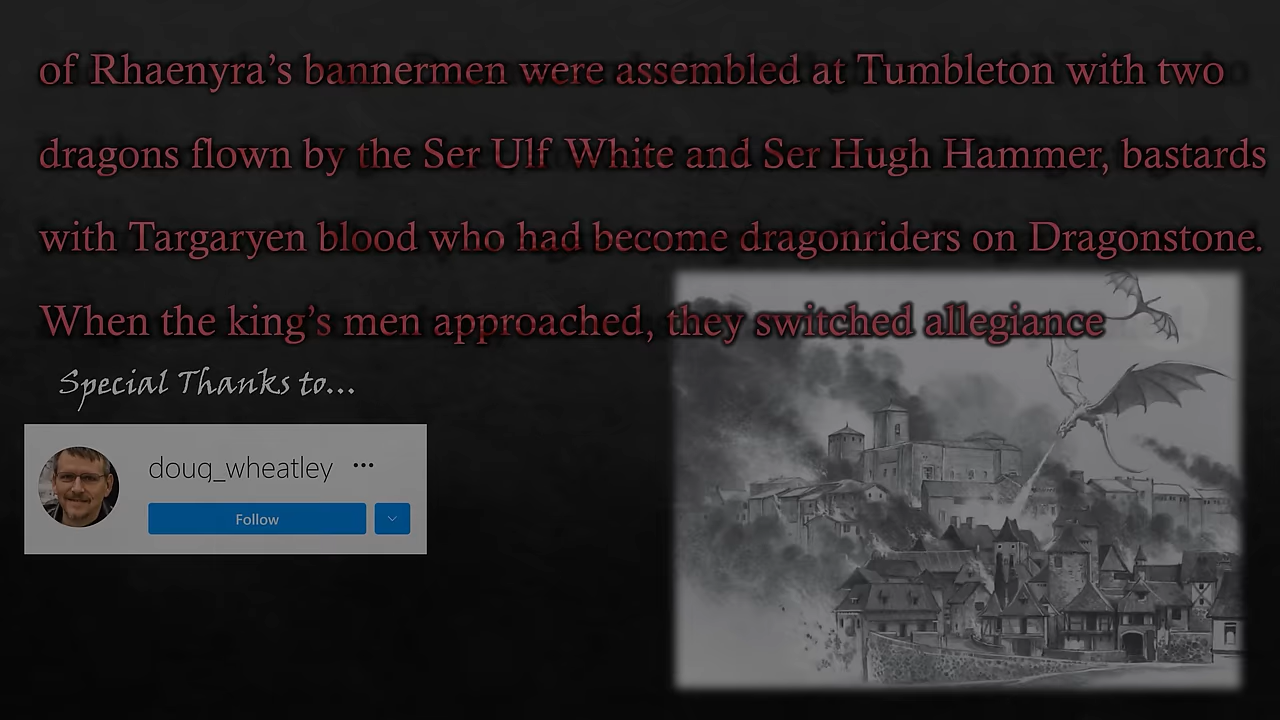 of Rhaenyra’s bannermen were assembled at Tumbleton with two
dragons flown by the Ser Ulf White and Ser Hugh Hammer, bastards
with Targaryen blood who had become dragonriders on Dragonstone.
When the king’s men approached, they switched allegiance
Special Thanks to...
doug_wheatley ...
Follow